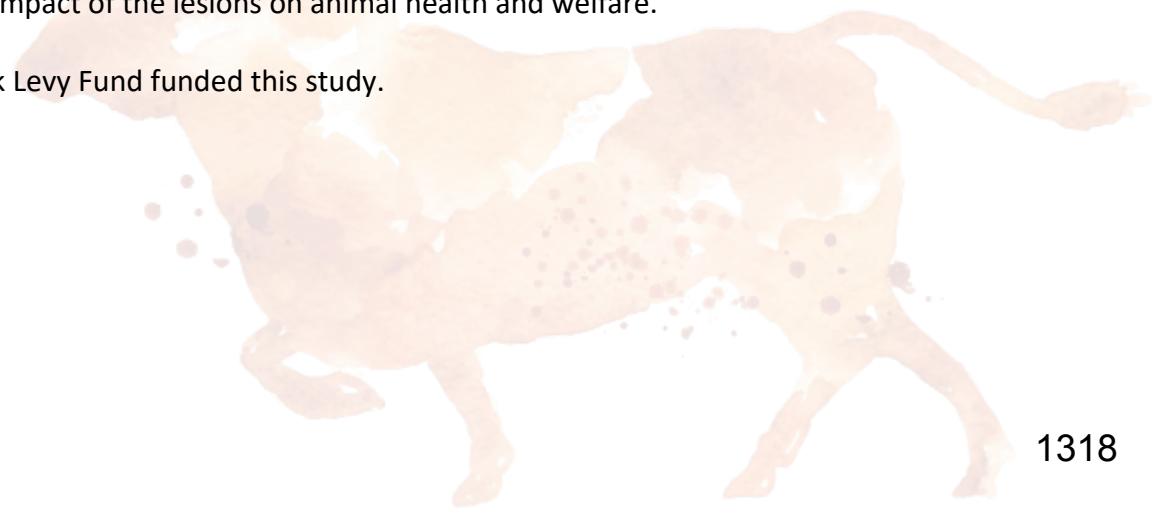 mpact of the lesions on animal health and welfare.
k Levy Fund funded this study.
1318